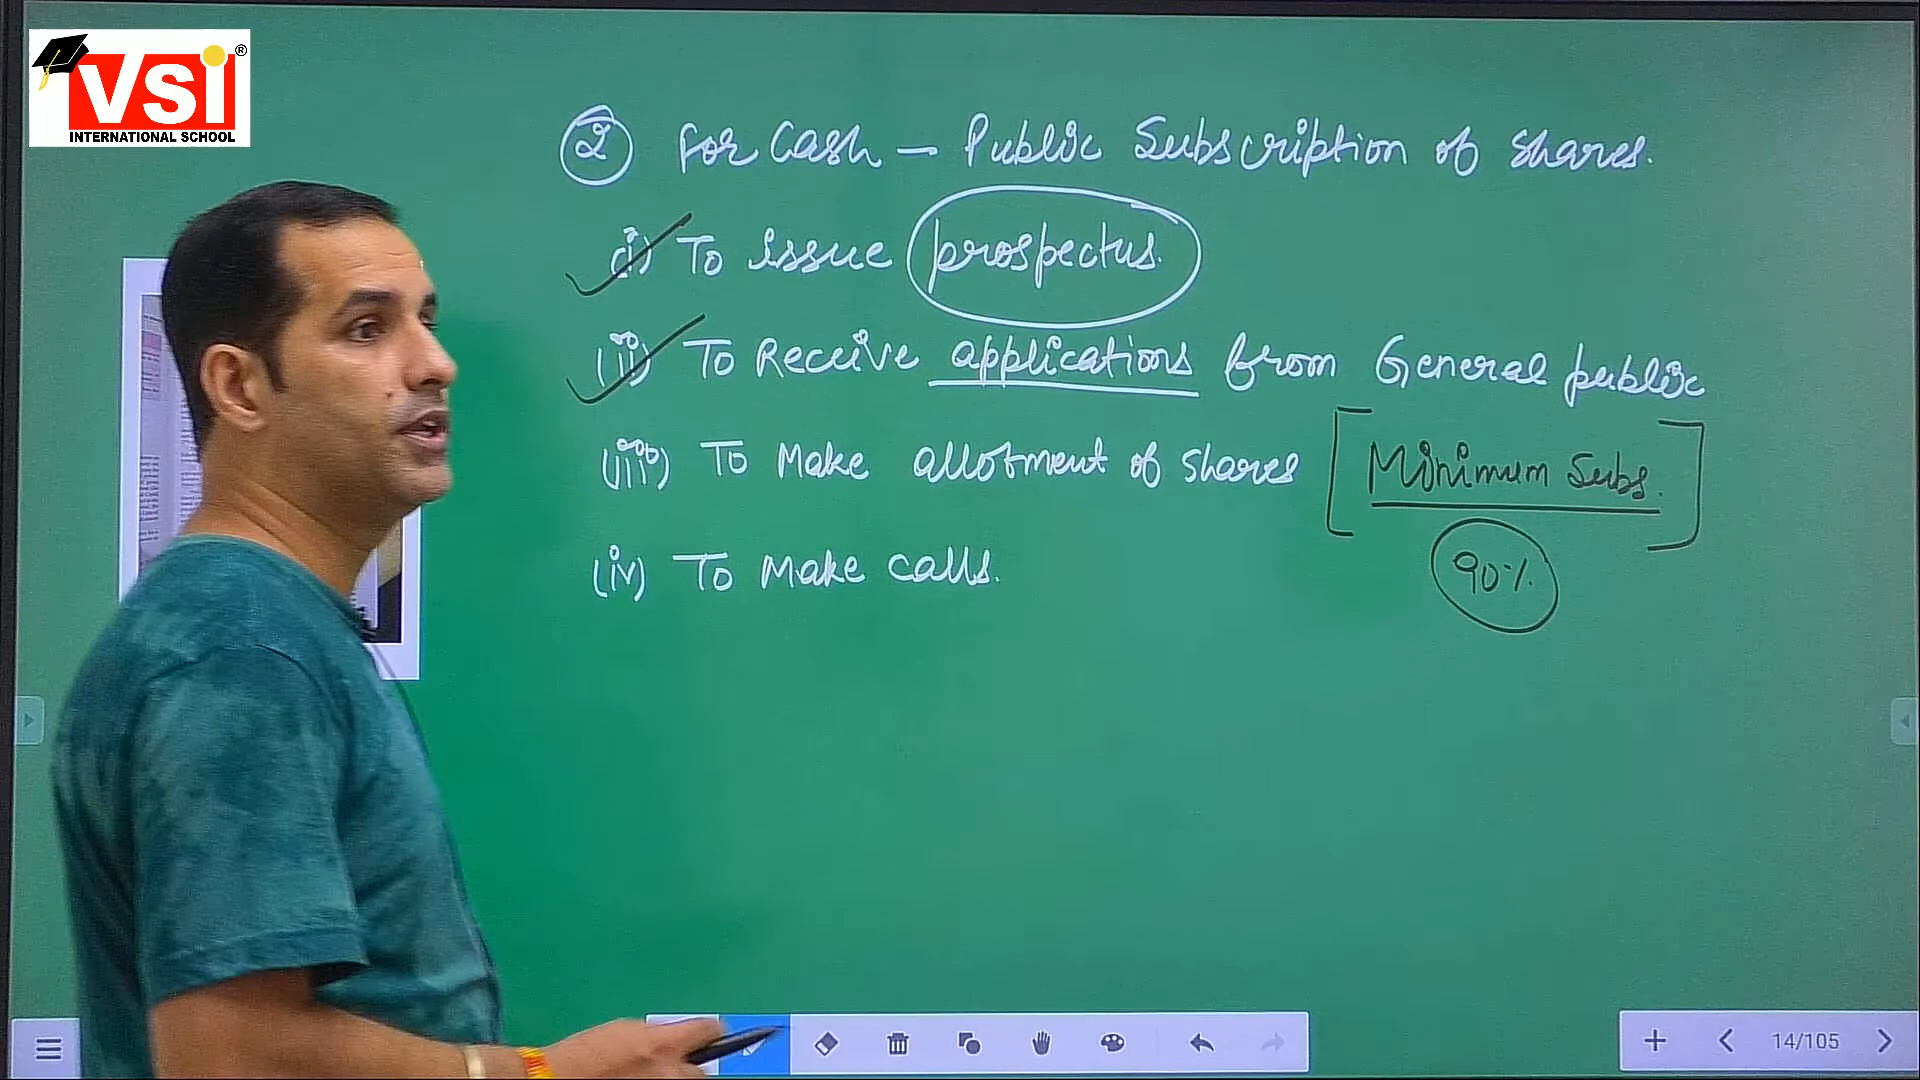 VSI ®
INTERNATIONAL SCHOOL
2 For Cash — Public Subscription of Shares.
(i) To issue prospectus.
(ii) To Receive applications from General public
(iii) To Make allotment of shares [Minimum Subs.]
90%
(iv) To Make calls.
14/105